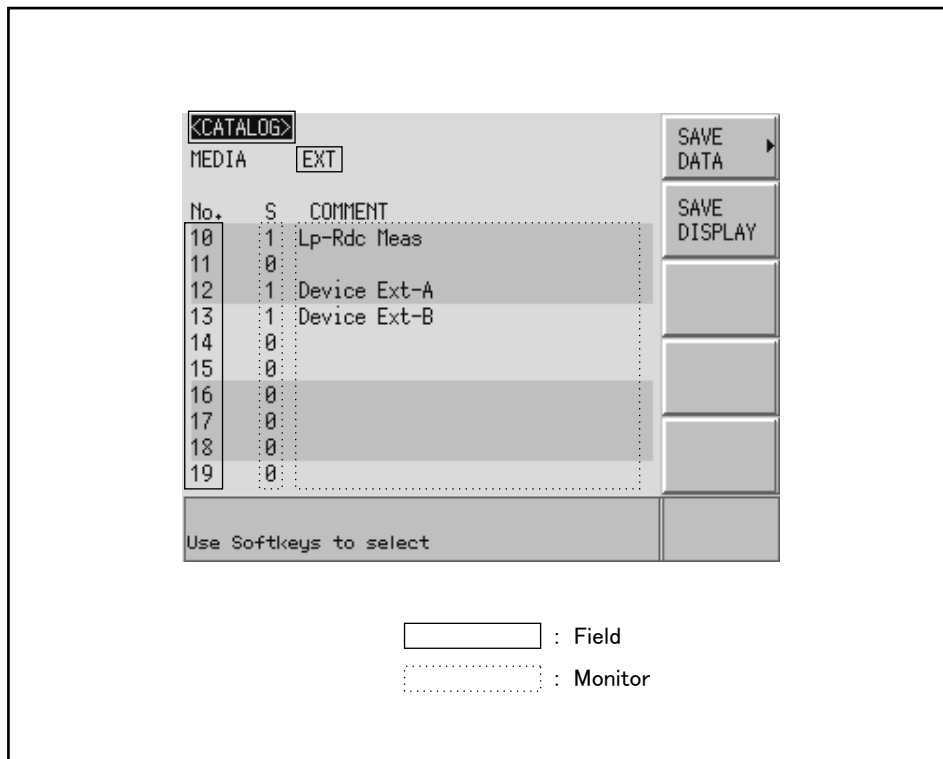 <CATALOG>
MEDIA EXT
No. S COMMENT
10 1 Lp-Rdc Meas
11 0
12 1 Device Ext-A
13 1 Device Ext-B
14 0
15 0
16 0
17 0
18 0
19 0
SAVE
DATA
SAVE
DISPLAY
Use Softkeys to select
: Field
: Monitor